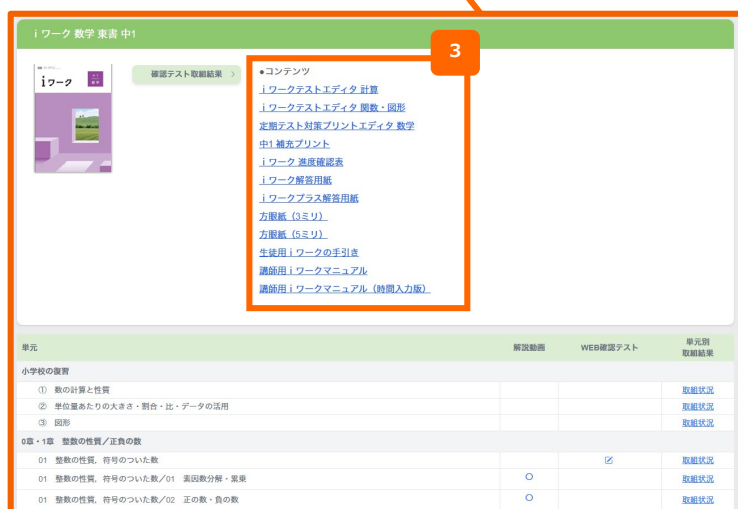 iワーク 数学 東書 中1
3
iワーク
中1
数学
確認テスト取組結果 >
●コンテンツ
iワークテストエディタ 計算
iワークテストエディタ 関数・図形
定期テスト対策プリントエディタ 数学
中1 補充プリント
iワーク 進度確認表
iワーク解答用紙
iワークプラス解答用紙
方眼紙（3ミリ）
方眼紙（5ミリ）
生徒用iワークの手引き
講師用iワークマニュアル
講師用iワークマニュアル（時間入力版）
単元 解説動画 WEB確認テスト 単元別取組結果
小学校の復習
① 数の計算と性質 取組状況
② 単位量あたりの大きさ・割合・比・データの活用 取組状況
③ 図形 取組状況
0章・1章 整数の性質／正負の数
01 整数の性質，符号のついた数 取組状況
01 整数の性質，符号のついた数／01 素因数分解・累乗 ○ 取組状況
01 整数の性質，符号のついた数／02 正の数・負の数 ○ 取組状況